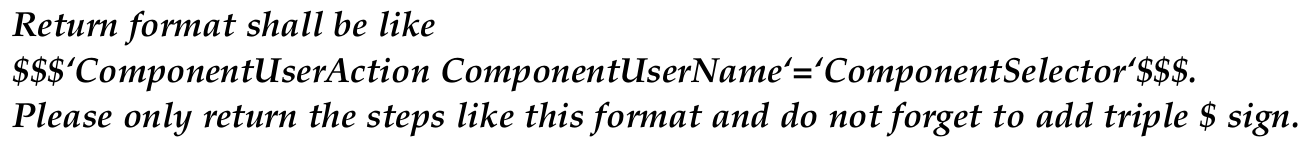 Return format shall be like
$$$‘ComponentUserAction ComponentUserName‘=‘ComponentSelector‘$$$.
Please only return the steps like this format and do not forget to add triple $ sign.